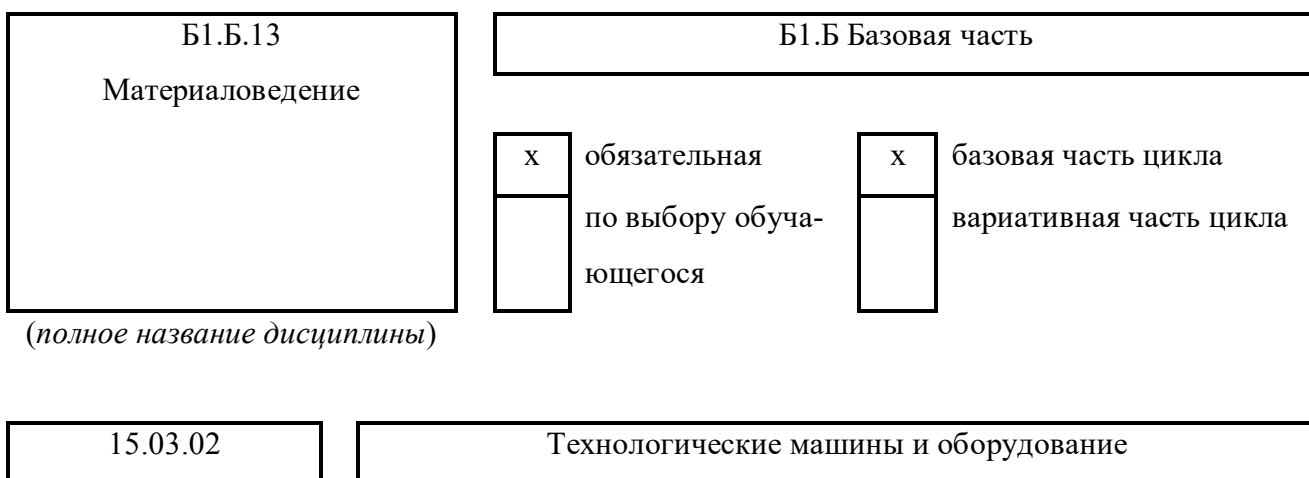 Б1.Б.13
Материаловедение
Б1.Б Базовая часть
x обязательная
x базовая часть цикла
по выбору обуча-
ющегося
вариативная часть цикла
(полное название дисциплины)
15.03.02
Технологические машины и оборудование